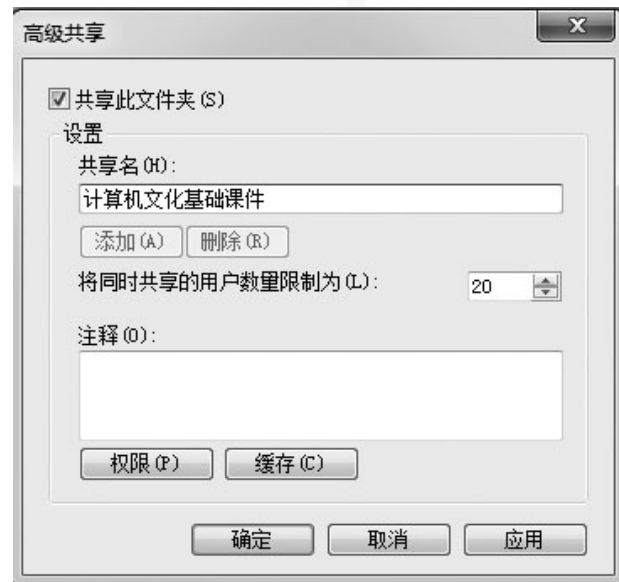 高级共享
共享此文件夹(S)
设置
共享名(H):
计算机文化基础课件
添加(A) 删除(R)
将同时共享的用户数量限制为(L): 20
注释(O):
权限(P) 缓存(C)
确定 取消 应用